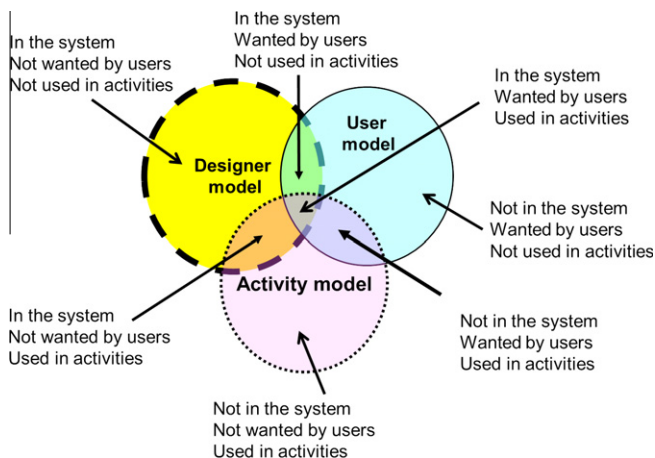 In the system
Not wanted by users
Not used in activities
In the system
Wanted by users
Not used in activities
In the system
Wanted by users
Used in activities
User
model
Designer
model
Not in the system
Wanted by users
Not used in activities
Activity model
In the system
Not wanted by users
Used in activities
Not in the system
Wanted by users
Used in activities
Not in the system
Not wanted by users
Used in activities